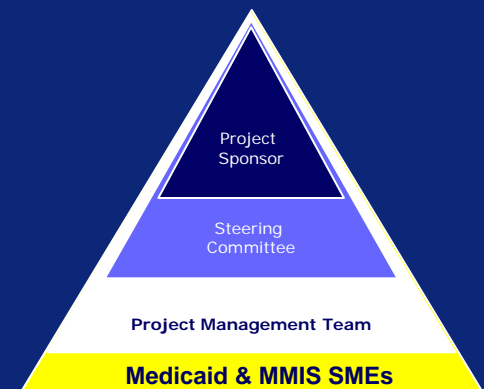 Project
Sponsor
Steering
Committee
Project Management Team
Medicaid & MMIS SMEs